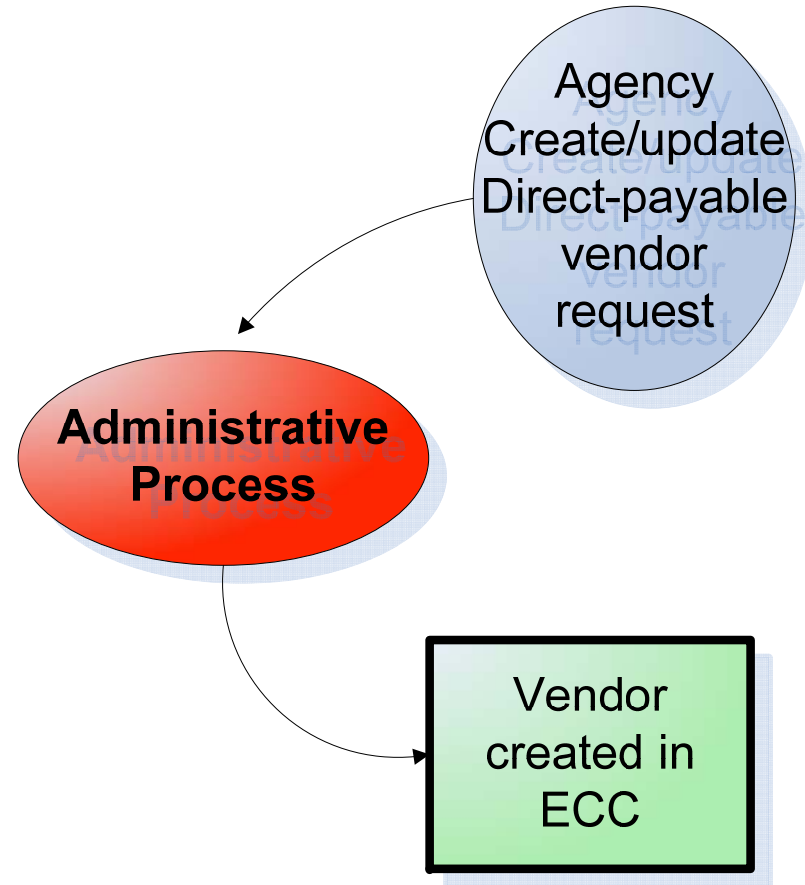 Agency
Create/update
Direct-payable
vendor
request
Administrative
Process
Vendor
created in
ECC